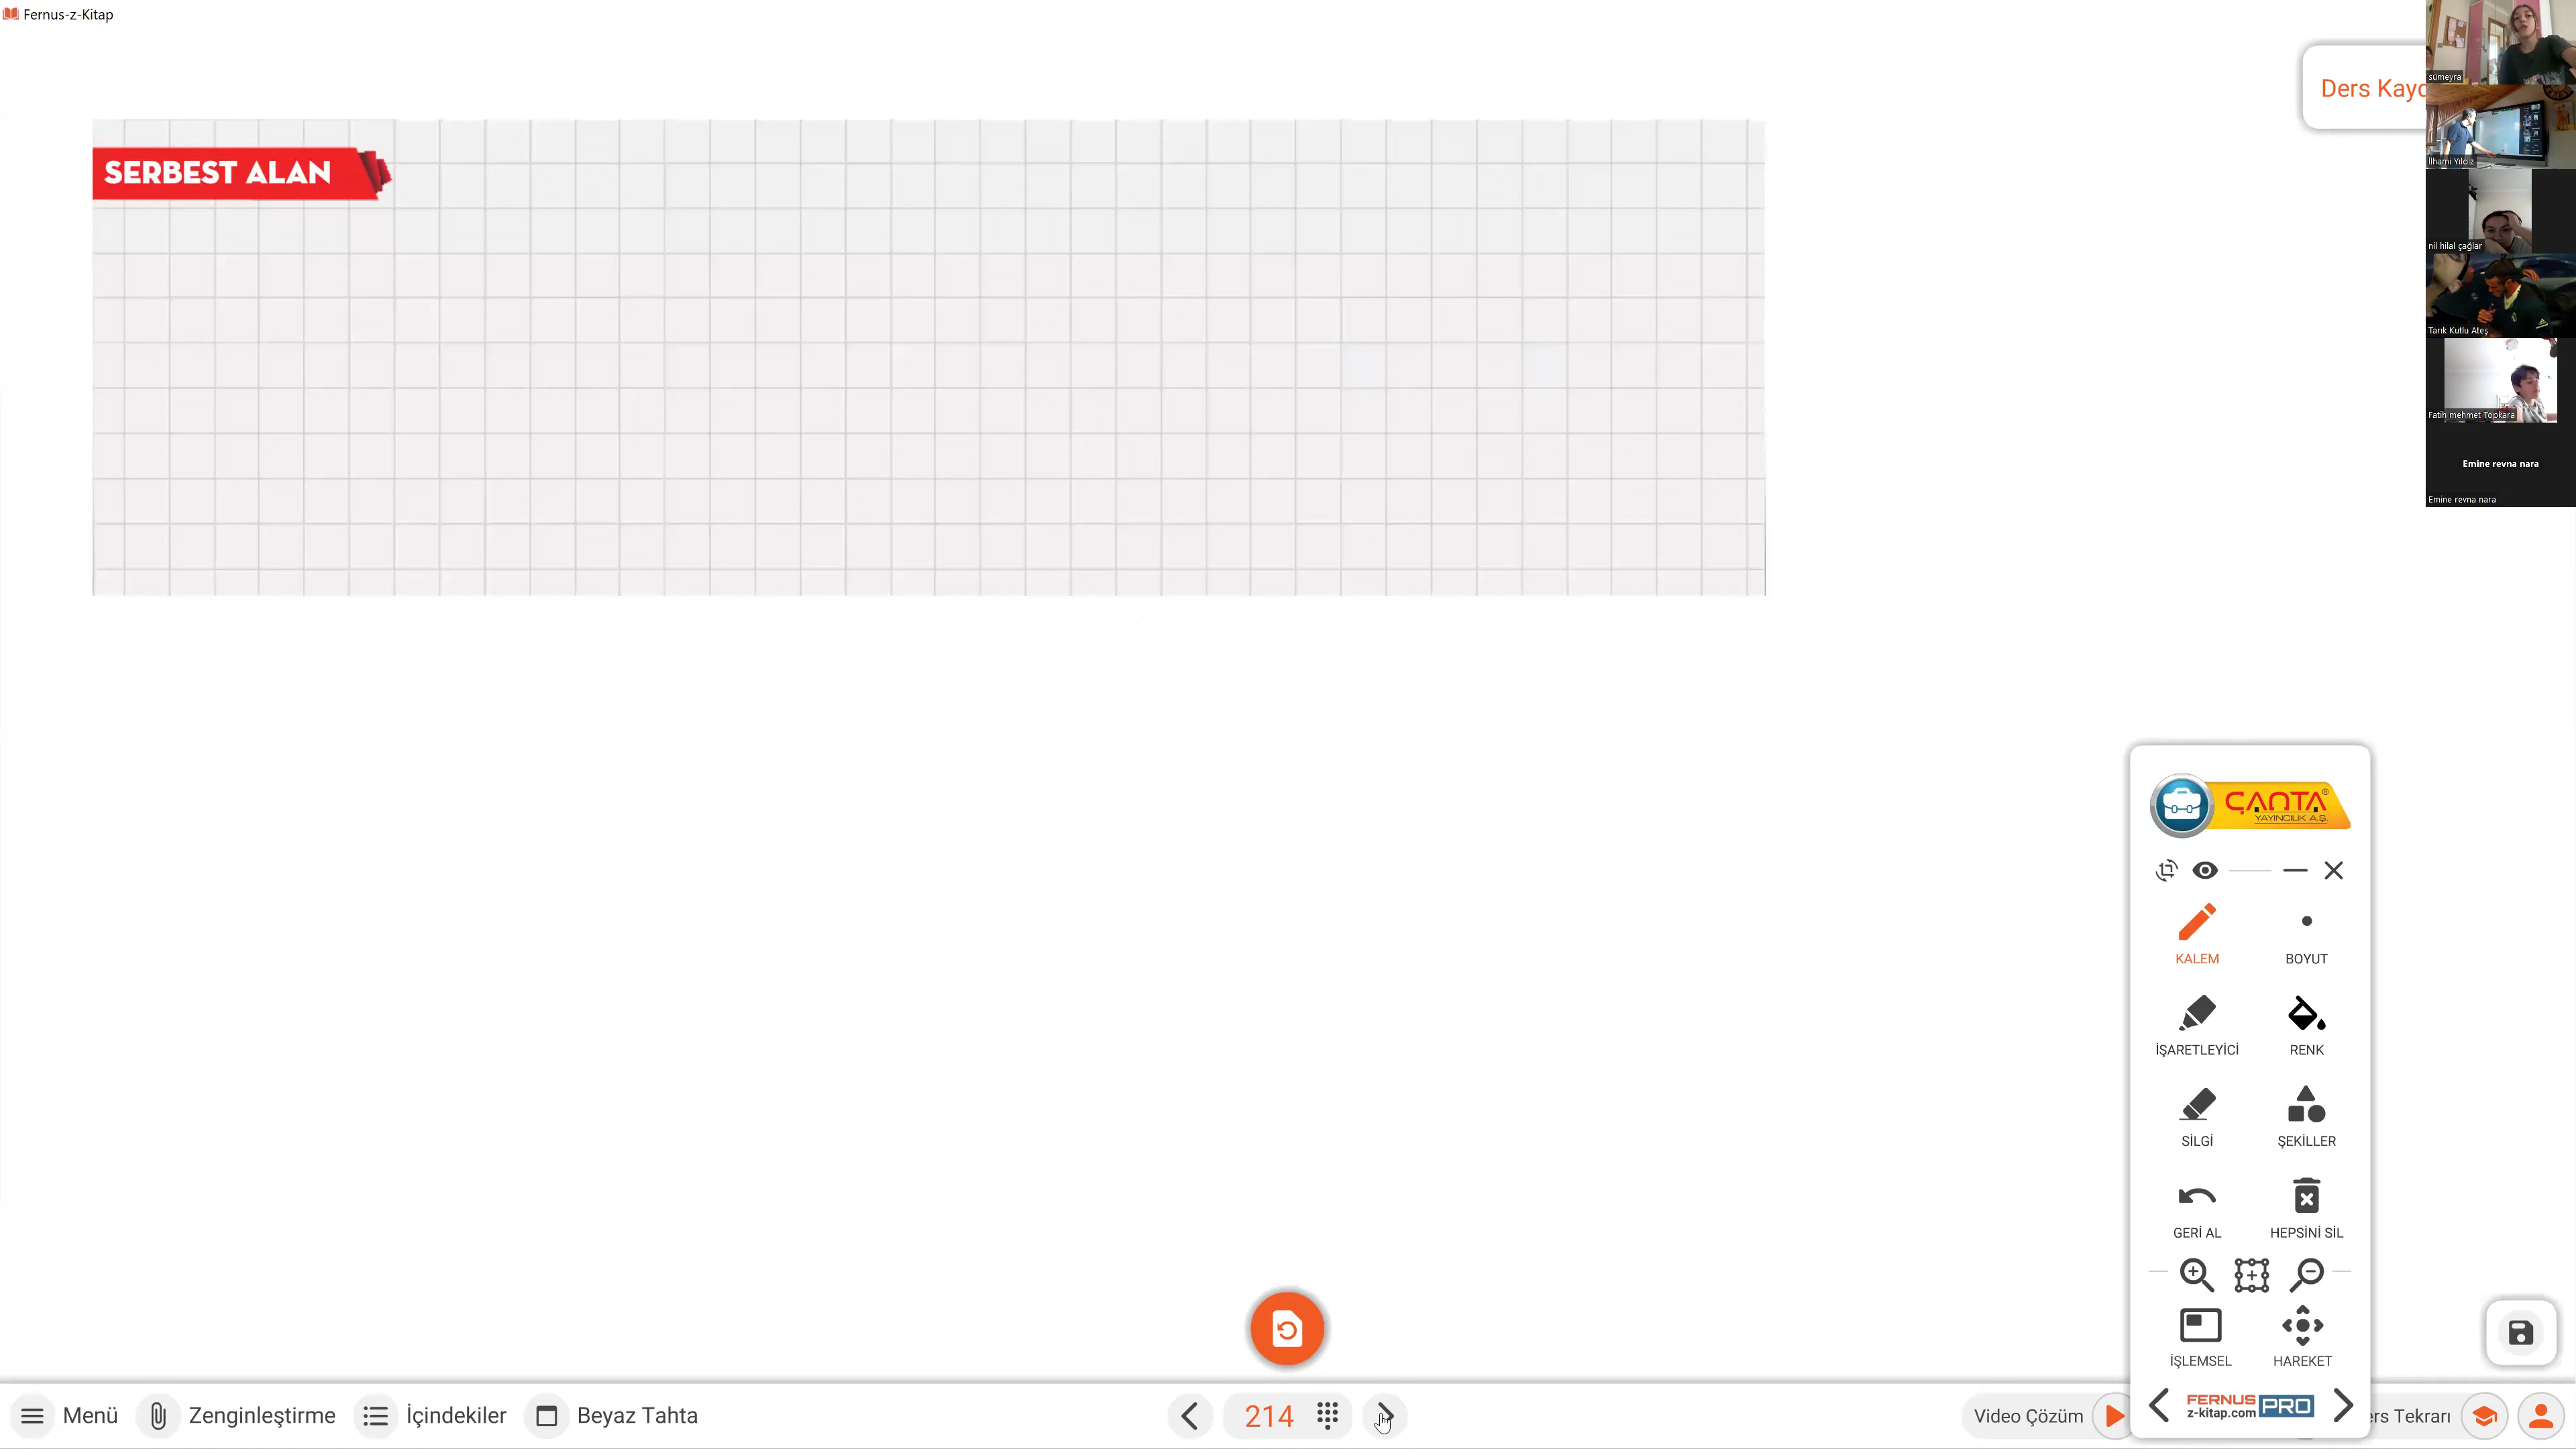 Fernus-z-Kitap
Ders Kayd
SERBEST ALAN
sümeyra
İlhami Yıldız
nil hilal çağlar
Tarık Kutlu Ateş
Fatih mehmet Topkara
Emine revna nara
Emine revna nara
ÇANTA
YAYINCILIK A.Ş.
KALEM
BOYUT
İŞARETLEYİCİ
RENK
SİLGİ
ŞEKİLLER
GERİ AL
HEPSİNİ SİL
İŞLEMSEL
HAREKET
FERNUS
z-kitap.com PRO
Menü
Zenginleştirme
İçindekiler
Beyaz Tahta
214
Video Çözüm
ers Tekrarı